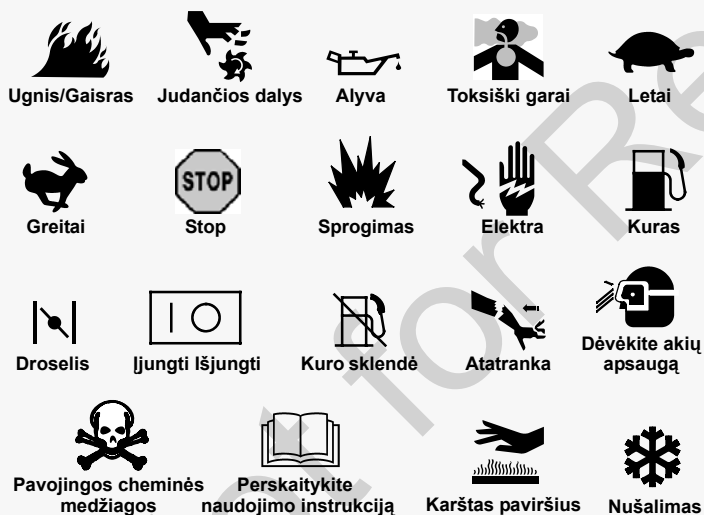 Ugnis/Gaisras
Judančios dalys
Alyva
Toksiški garai
Letai
STOP
Greitai
Stop
Sprogimas
Elektra
Kuras
Droselis
Įjungti Išjungti
Kuro sklendė
Atatranka
Dėvėkite akių
apsaugą
Pavojingos cheminės
medžiagos
Perskaitykite
naudojimo instrukciją
Karštas paviršius
Nušalimas